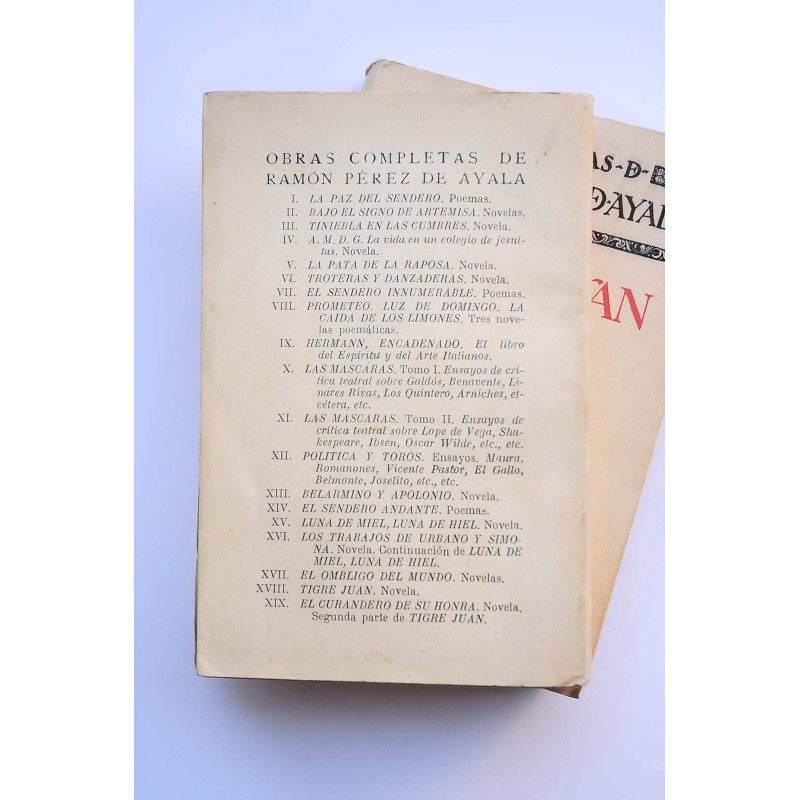 OBRAS COMPLETAS DE
RAMÓN PÉREZ DE AYALA
I. LA PAZ DEL SENDERO. Poemas.
II. BAJO EL SIGNO DE ARTEMISA. Novelas.
III. TINIEBLA EN LAS CUMBRES. Novela.
IV. A. M. D. G. La vida en un colegio de jesuí-
tas. Novela.
V. LA PATA DE LA RAPOSA. Novela.
VI. TROTERAS Y DANZADERAS. Novela.
VII. EL SENDERO INNUMERABLE. Poemas.
VIII. PROMETEO. LUZ DE DOMINGO. LA
CAIDA DE LOS LIMONES. Tres nove-
las poemáticas.
IX. HERMANN, ENCADENADO. El libro
del Espíritu y del Arte Italianos.
X. LAS MASCARAS. Tomo I. Ensayos de crí-
tica teatral sobre Galdós, Benavente, Li-
nares Rivas, Los Quintero, Arniches, et-
cétera, etc.
XI. LAS MASCARAS. Tomo II. Ensayos de
crítica teatral sobre Lope de Vega, Sha-
kespeare, Ibsen, Oscar Wilde, etc., etc.
XII. POLITICA Y TOROS. Ensayos. Maura,
Romanones, Vicente Pastor, El Gallo,
Belmonte, Joselito, etc., etc.
XIII. BELARMINO Y APOLONIO. Novela.
XIV. EL SENDERO ANDANTE. Poemas.
XV. LUNA DE MIEL, LUNA DE HIEL. Novela.
XVI. LOS TRABAJOS DE URBANO Y SIMO-
NA. Novela. Continuación de LUNA DE
MIEL, LUNA DE HIEL.
XVII. EL OMBLIGO DEL MUNDO. Novelas.
XVIII. TIGRE JUAN. Novela.
XIX. EL CURANDERO DE SU HONRA. Novela.
Segunda parte de TIGRE JUAN.
AS-D-
D-AYAL
AN